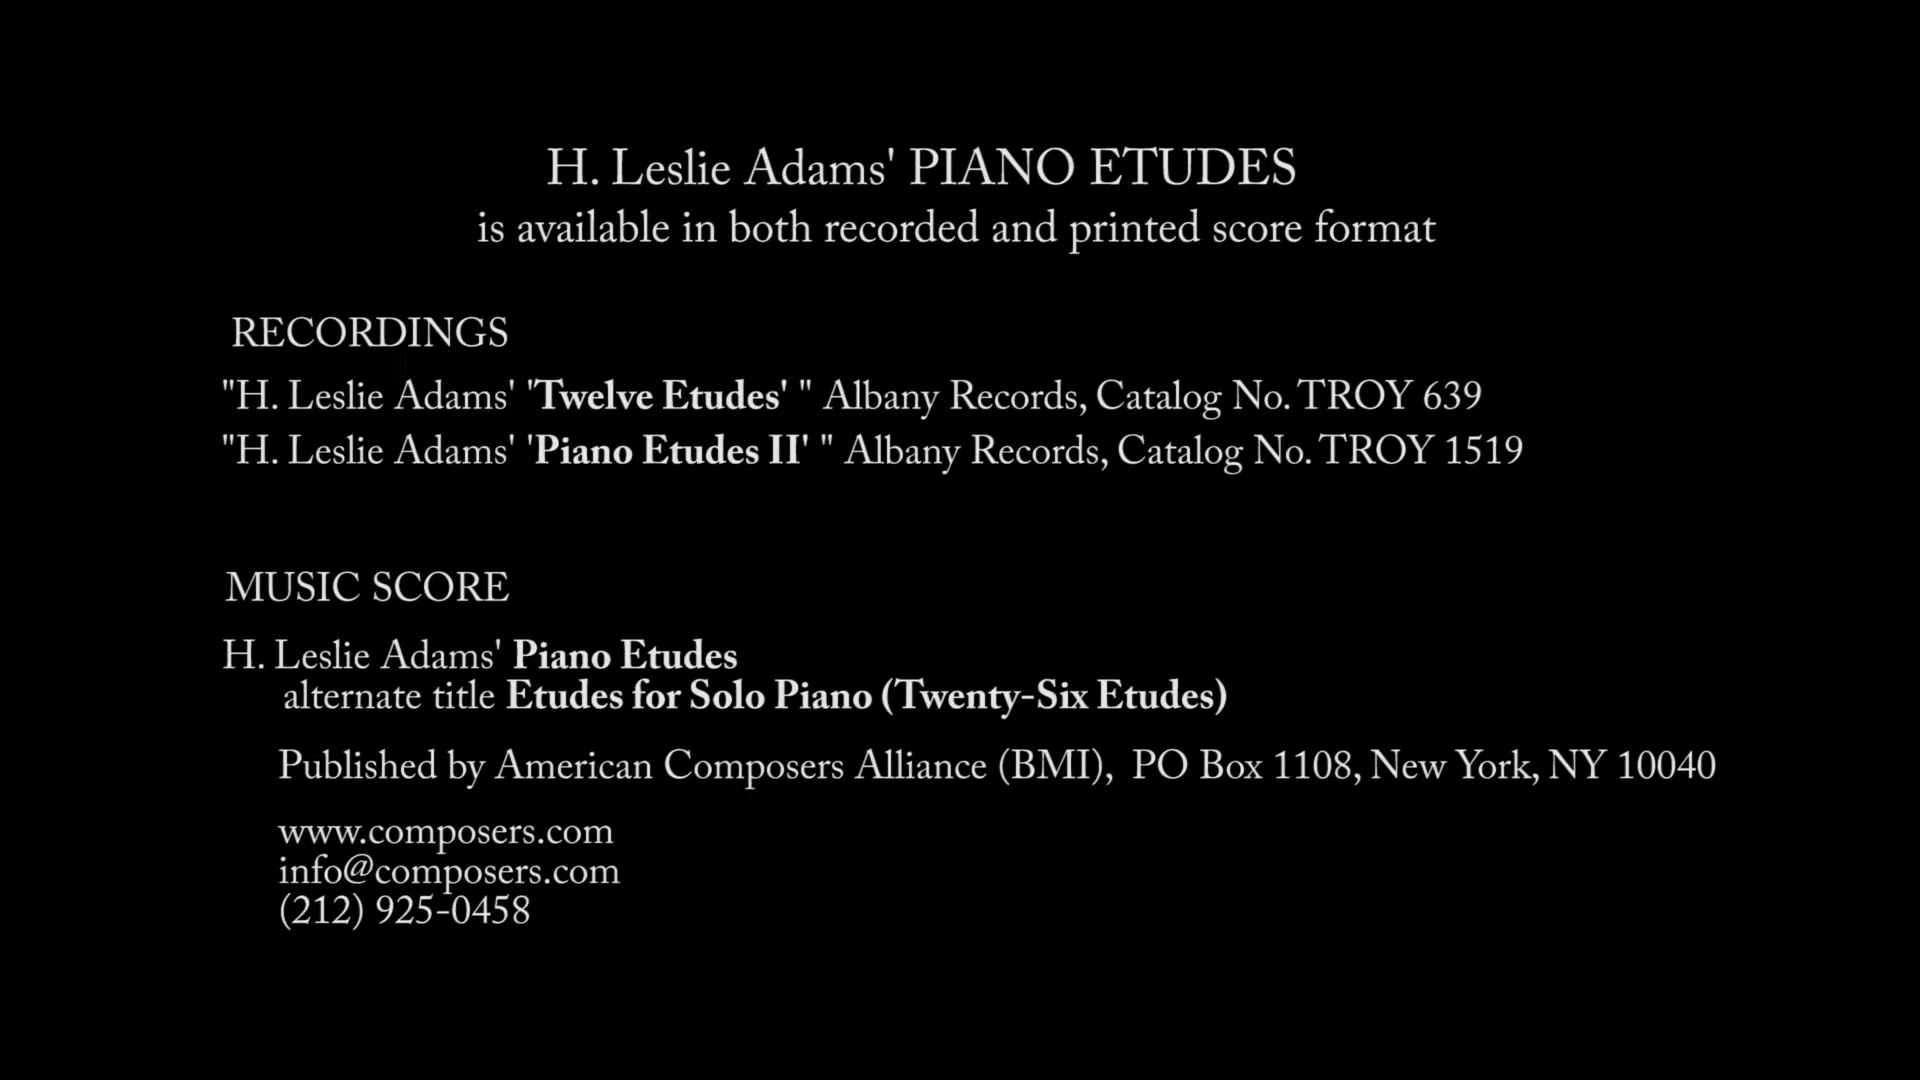 H. Leslie Adams' PIANO ETUDES
is available in both recorded and printed score format
RECORDINGS
"H. Leslie Adams' 'Twelve Etudes' " Albany Records, Catalog No. TROY 639
"H. Leslie Adams' 'Piano Etudes II' " Albany Records, Catalog No. TROY 1519
MUSIC SCORE
H. Leslie Adams' Piano Etudes
alternate title Etudes for Solo Piano (Twenty-Six Etudes)
Published by American Composers Alliance (BMI), PO Box 1108, New York, NY 10040
www.composers.com
info@composers.com
(212) 925-0458